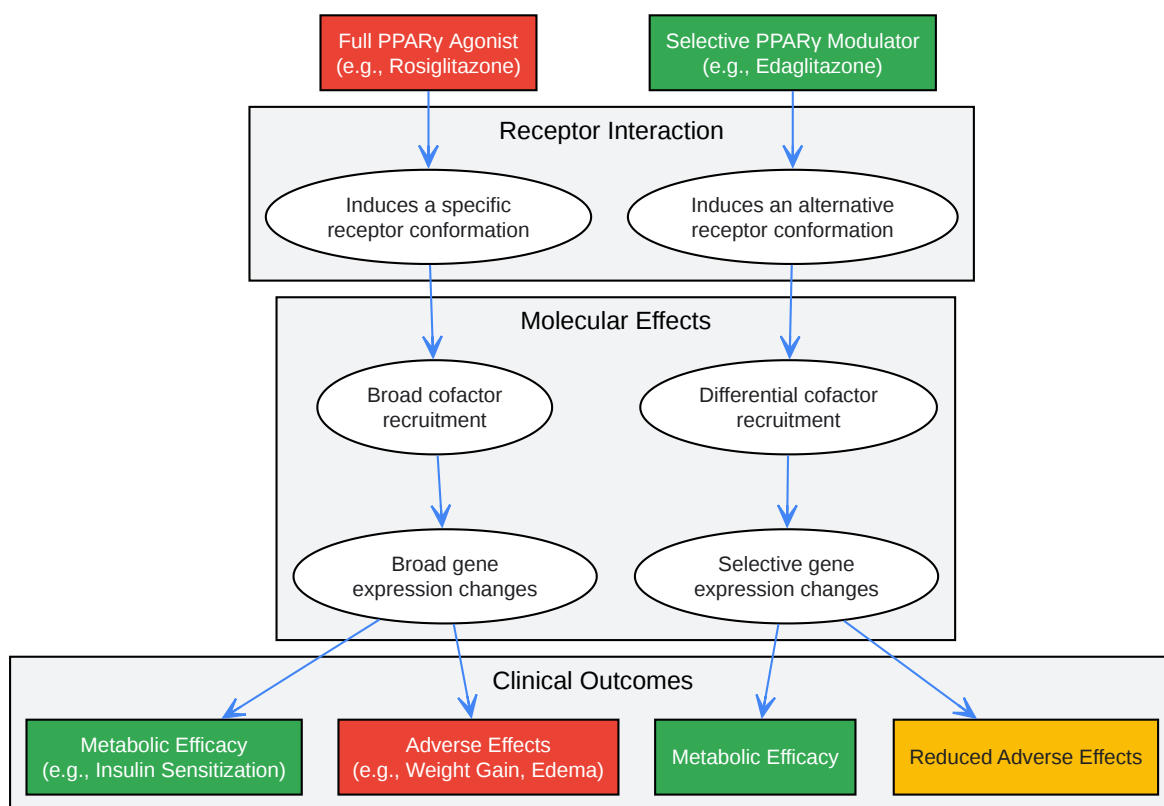 Full PPARγ Agonist
(e.g., Rosiglitazone)
Selective PPARγ Modulator
(e.g., Edaglitazone)
Receptor Interaction
Induces a specific
receptor conformation
Induces an alternative
receptor conformation
Molecular Effects
Broad cofactor
recruitment
Differential cofactor
recruitment
Broad gene
expression changes
Selective gene
expression changes
Clinical Outcomes
Metabolic Efficacy
(e.g., Insulin Sensitization)
Adverse Effects
(e.g., Weight Gain, Edema)
Metabolic Efficacy
Reduced Adverse Effects